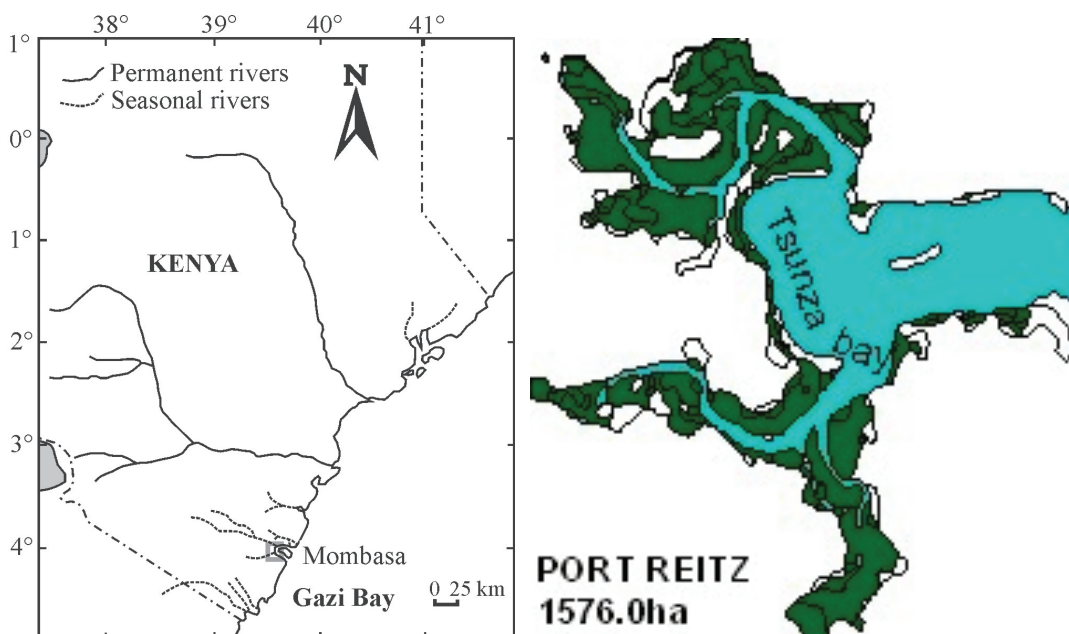 38° 39° 40° 41°
1°
Permanent rivers
Seasonal rivers
N
0°
1°
KENYA
2°
3°
4°
Mombasa
Gazi Bay
0 25 km
Tsunza
bay
PORT REITZ
1576.0ha